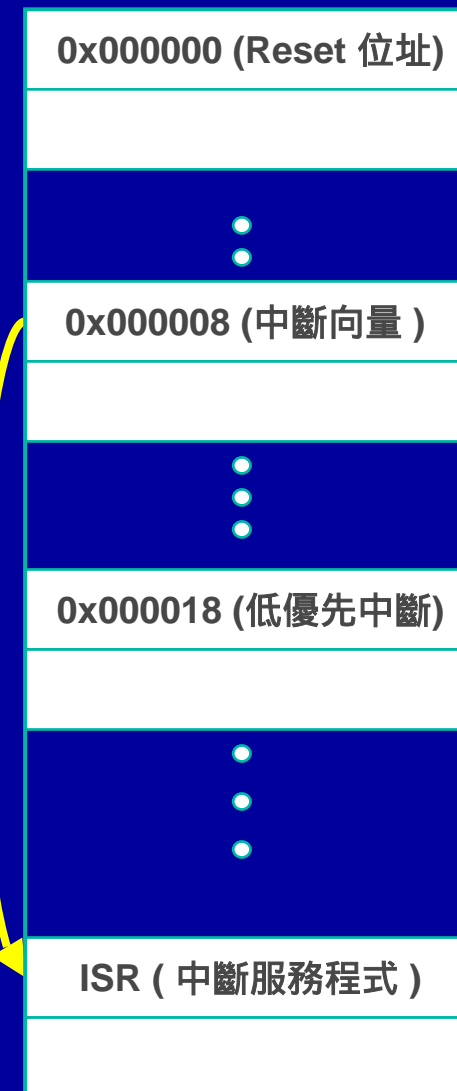 0x000000 (Reset 位址)
0x000008 (中斷向量 )
0x000018 (低優先中斷)
ISR ( 中斷服務程式 )